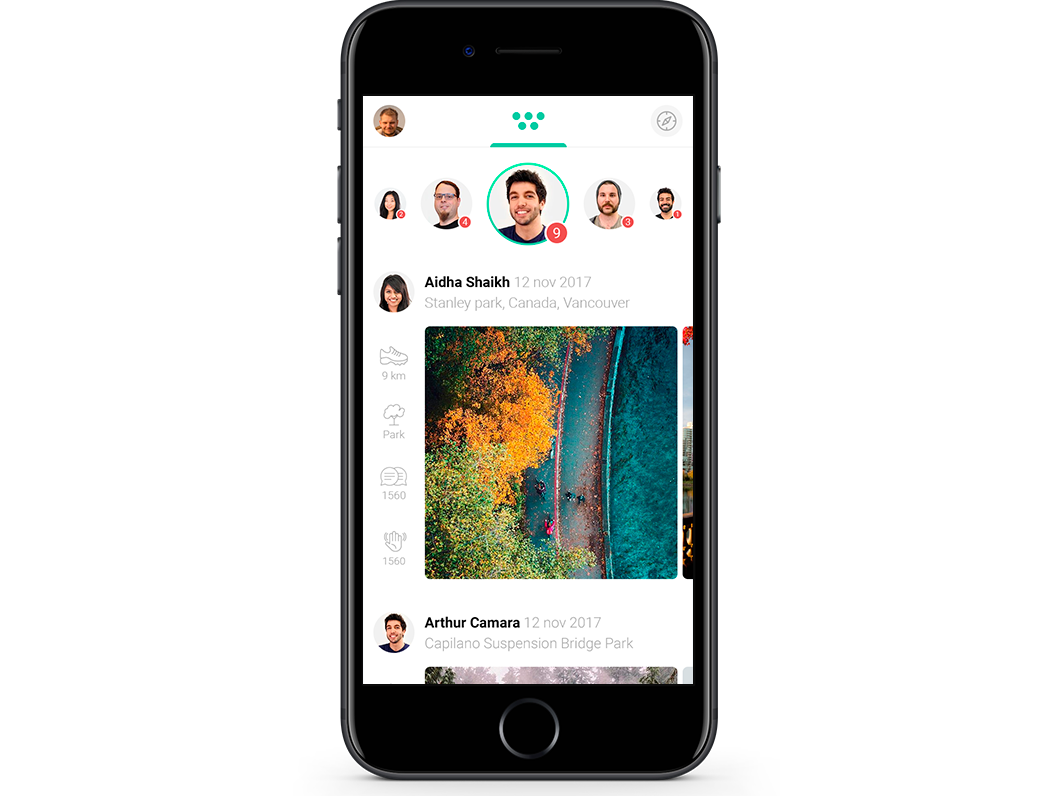 2
4
9
3
1
Aidha Shaikh 12 nov 2017
Stanley park, Canada, Vancouver
9 km
Park
1560
1560
Arthur Camara 12 nov 2017
Capilano Suspension Bridge Park